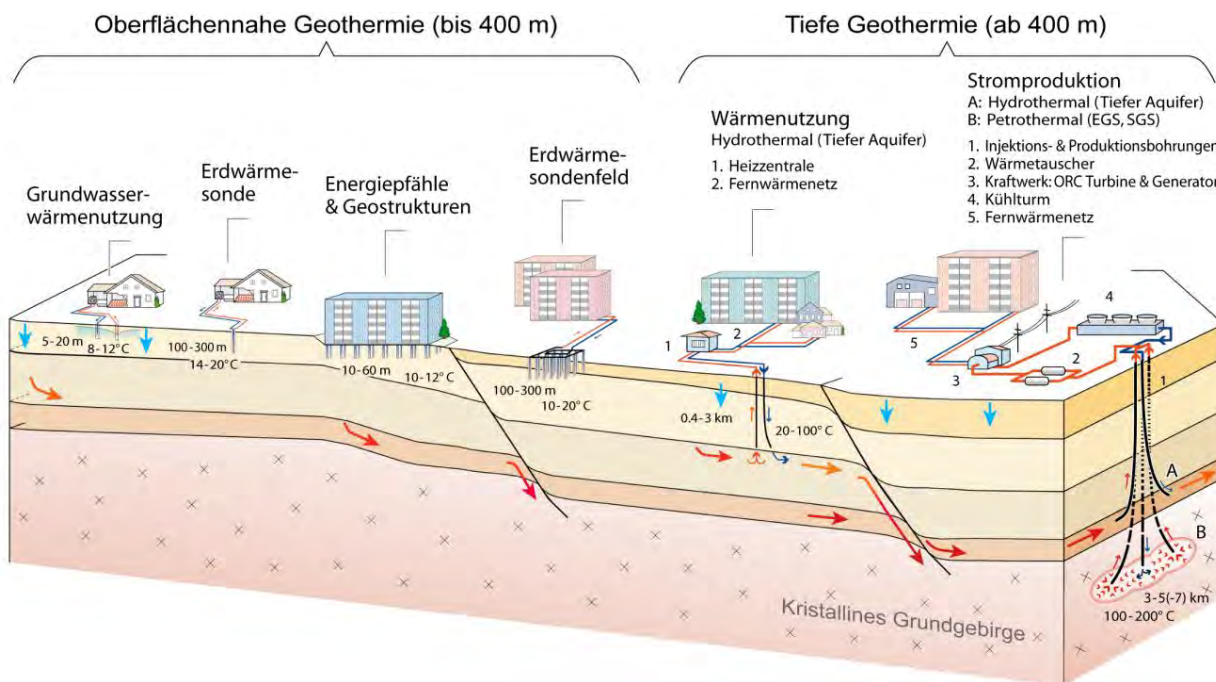 Oberflächennahe Geothermie (bis 400 m)
Tiefe Geothermie (ab 400 m)
Grundwasser-
wärmenutzung
Erdwärme-
sonde
Energiepfähle
& Geostrukturen
Erdwärme-
sondenfeld
Wärmenutzung
Hydrothermal (Tiefer Aquifer)
1. Heizzentrale
2. Fernwärmenetz
Stromproduktion
A: Hydrothermal (Tiefer Aquifer)
B: Petrothermal (EGS, SGS)
1. Injektions- & Produktionsbohrungen
2. Wärmetauscher
3. Kraftwerk: ORC Turbine & Generator
4. Kühlturm
5. Fernwärmenetz
5-20 m
8-12°C
100-300 m
14-20°C
10-60 m
10-12°C
100-300 m
10-20°C
1
2
0.4-3 km
20-100°C
5
4
3
2
1
A
B
3-5(-7) km
100-200°C
Kristallines Grundgebirge